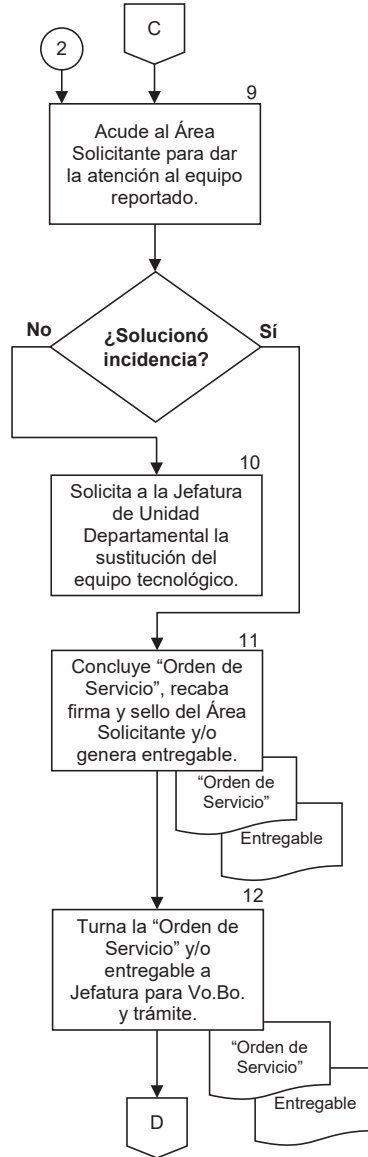 C
2
9
Acude al Área
Solicitante para dar
la atención al equipo
reportado.
No
¿Solucionó
incidencia?
Sí
10
Solicita a la Jefatura
de Unidad
Departamental la
sustitución del
equipo tecnológico.
11
Concluye “Orden de
Servicio”, recaba
firma y sello del Área
Solicitante y/o
genera entregable.
“Orden de
Servicio”
Entregable
12
Turna la “Orden de
Servicio” y/o
entregable a
Jefatura para Vo.Bo.
y trámite.
“Orden de
Servicio”
Entregable
D